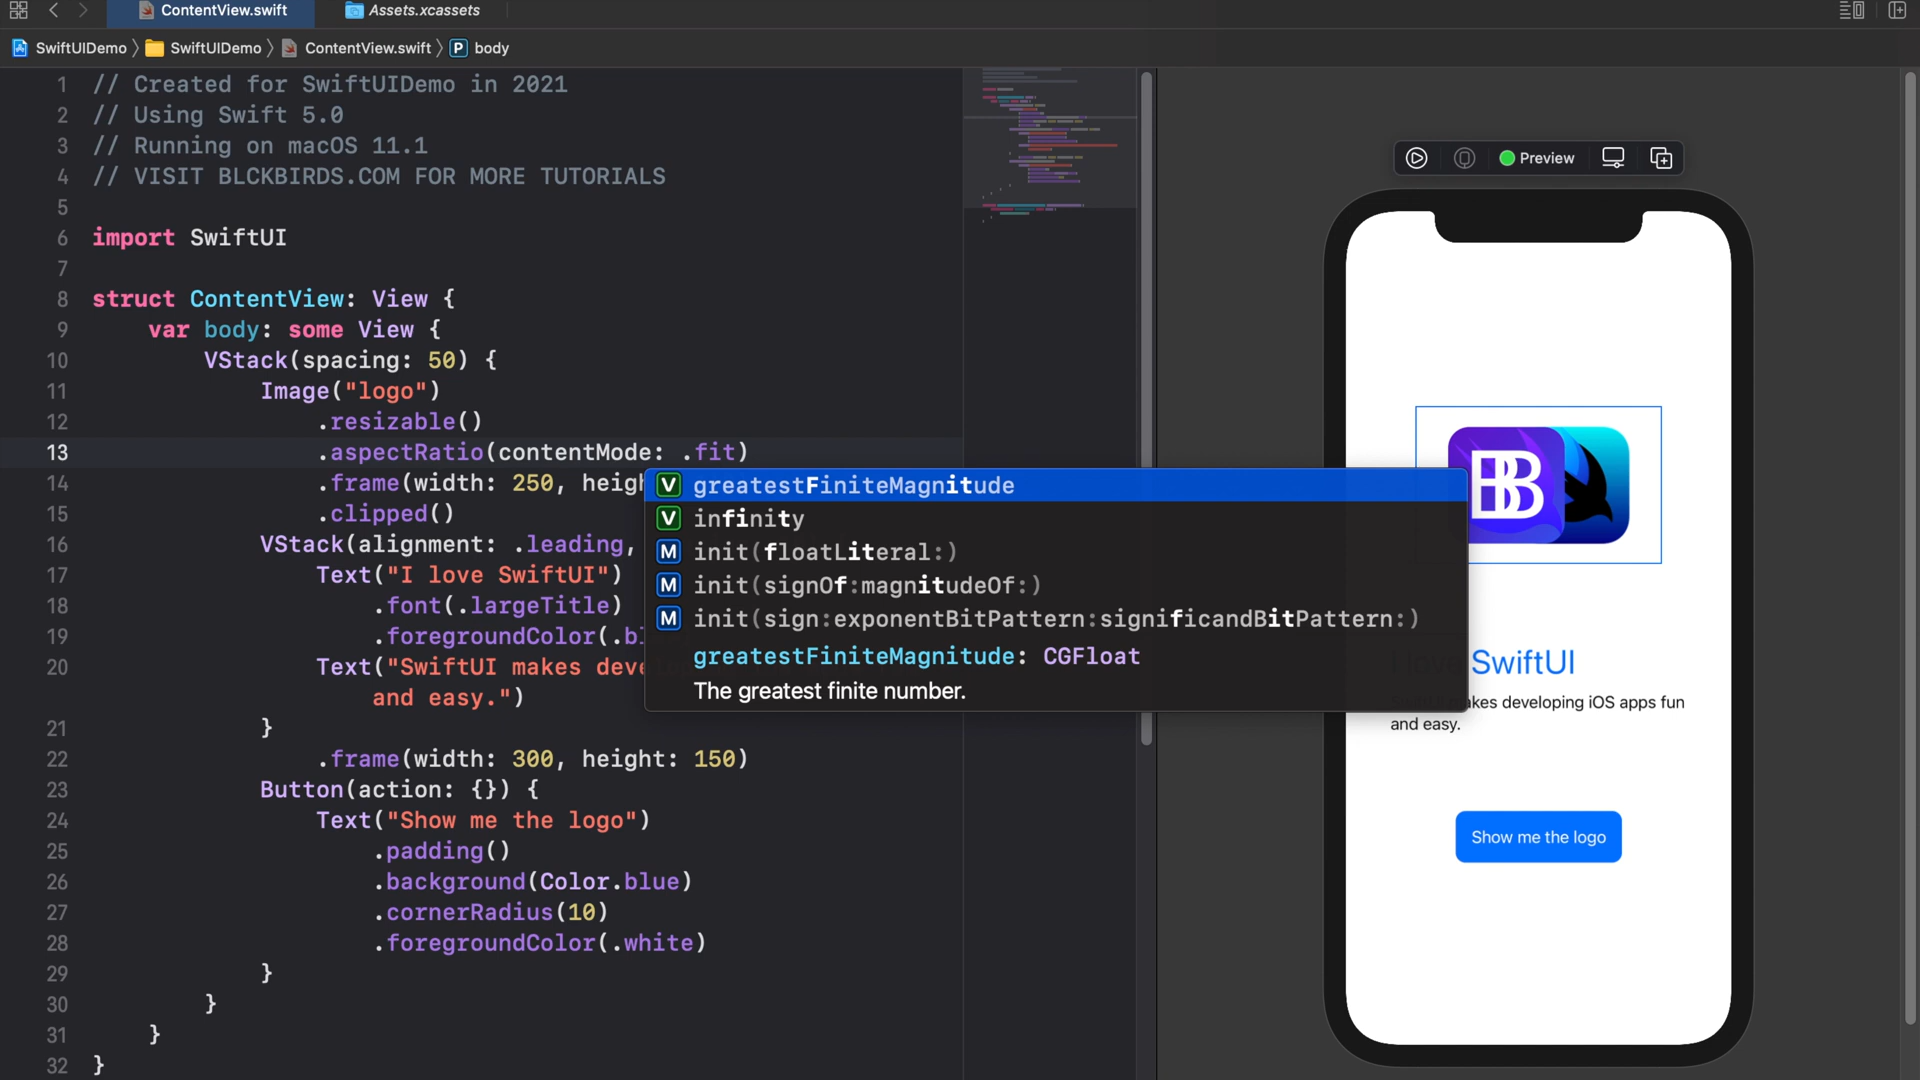 ContentView.swift
Assets.xcassets
SwiftUIDemo
SwiftUIDemo
ContentView.swift
P
body
1 // Created for SwiftUIDemo in 2021
2 // Using Swift 5.0
3 // Running on macOS 11.1
4 // VISIT BLCKBIRDS.COM FOR MORE TUTORIALS
5
6 import SwiftUI
7
8 struct ContentView: View {
9 var body: some View {
10 VStack(spacing: 50) {
11 Image("logo")
12 .resizable()
13 .aspectRatio(contentMode: .fit)
14 .frame(width: 250, heigh
15 .clipped()
16 VStack(alignment: .leading,
17 Text("I love SwiftUI")
18 .font(.largeTitle)
19 .foregroundColor(.bl
20 Text("SwiftUI makes deve
and easy.")
21 }
22 .frame(width: 300, height: 150)
23 Button(action: {}) {
24 Text("Show me the logo")
25 .padding()
26 .background(Color.blue)
27 .cornerRadius(10)
28 .foregroundColor(.white)
29 }
30 }
31 }
32 }
V greatestFiniteMagnitude
V infinity
M init(floatLiteral:)
M init(signOf:magnitudeOf:)
M init(sign:exponentBitPattern:significandBitPattern:)
greatestFiniteMagnitude: CGFloat
The greatest finite number.
Preview
BB
I love SwiftUI
SwiftUI makes developing iOS apps fun
and easy.
Show me the logo